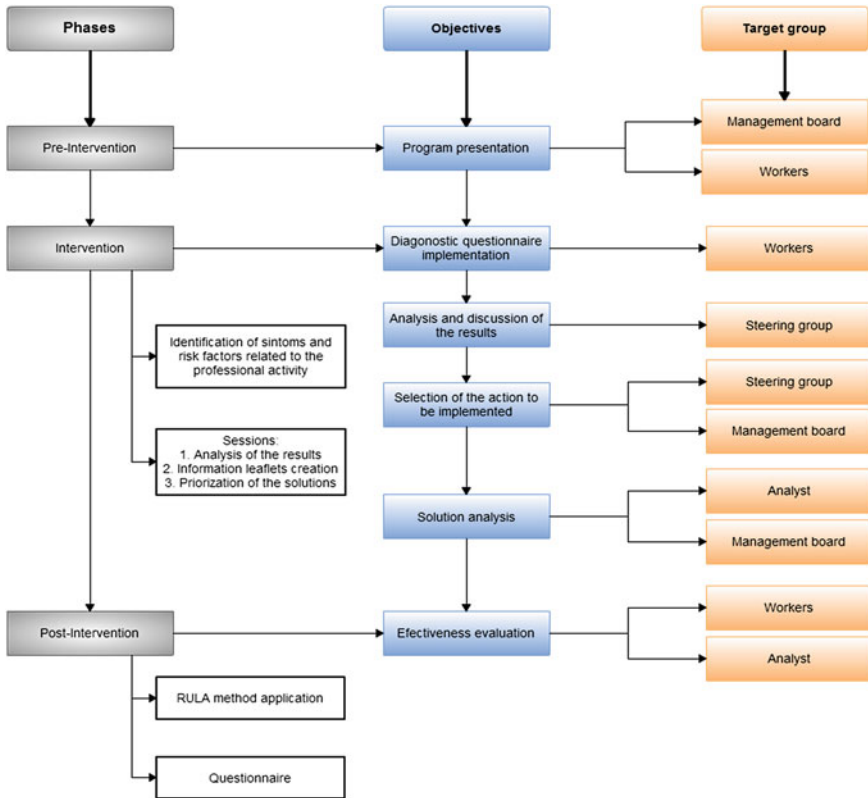 Phases
Objectives
Target group
Pre-Intervention
Program presentation
Management board
Workers
Intervention
Diagonostic questionnaire
implementation
Workers
Identification of sintoms and
risk factors related to the
professional activity
Analysis and discussion of
the results
Steering group
Sessions:
1. Analysis of the results
2. Information leaflets creation
3. Priorization of the solutions
Selection of the action to
be implemented
Steering group
Management board
Solution analysis
Analyst
Management board
Post-Intervention
Efectiveness evaluation
Workers
Analyst
RULA method application
Questionnaire